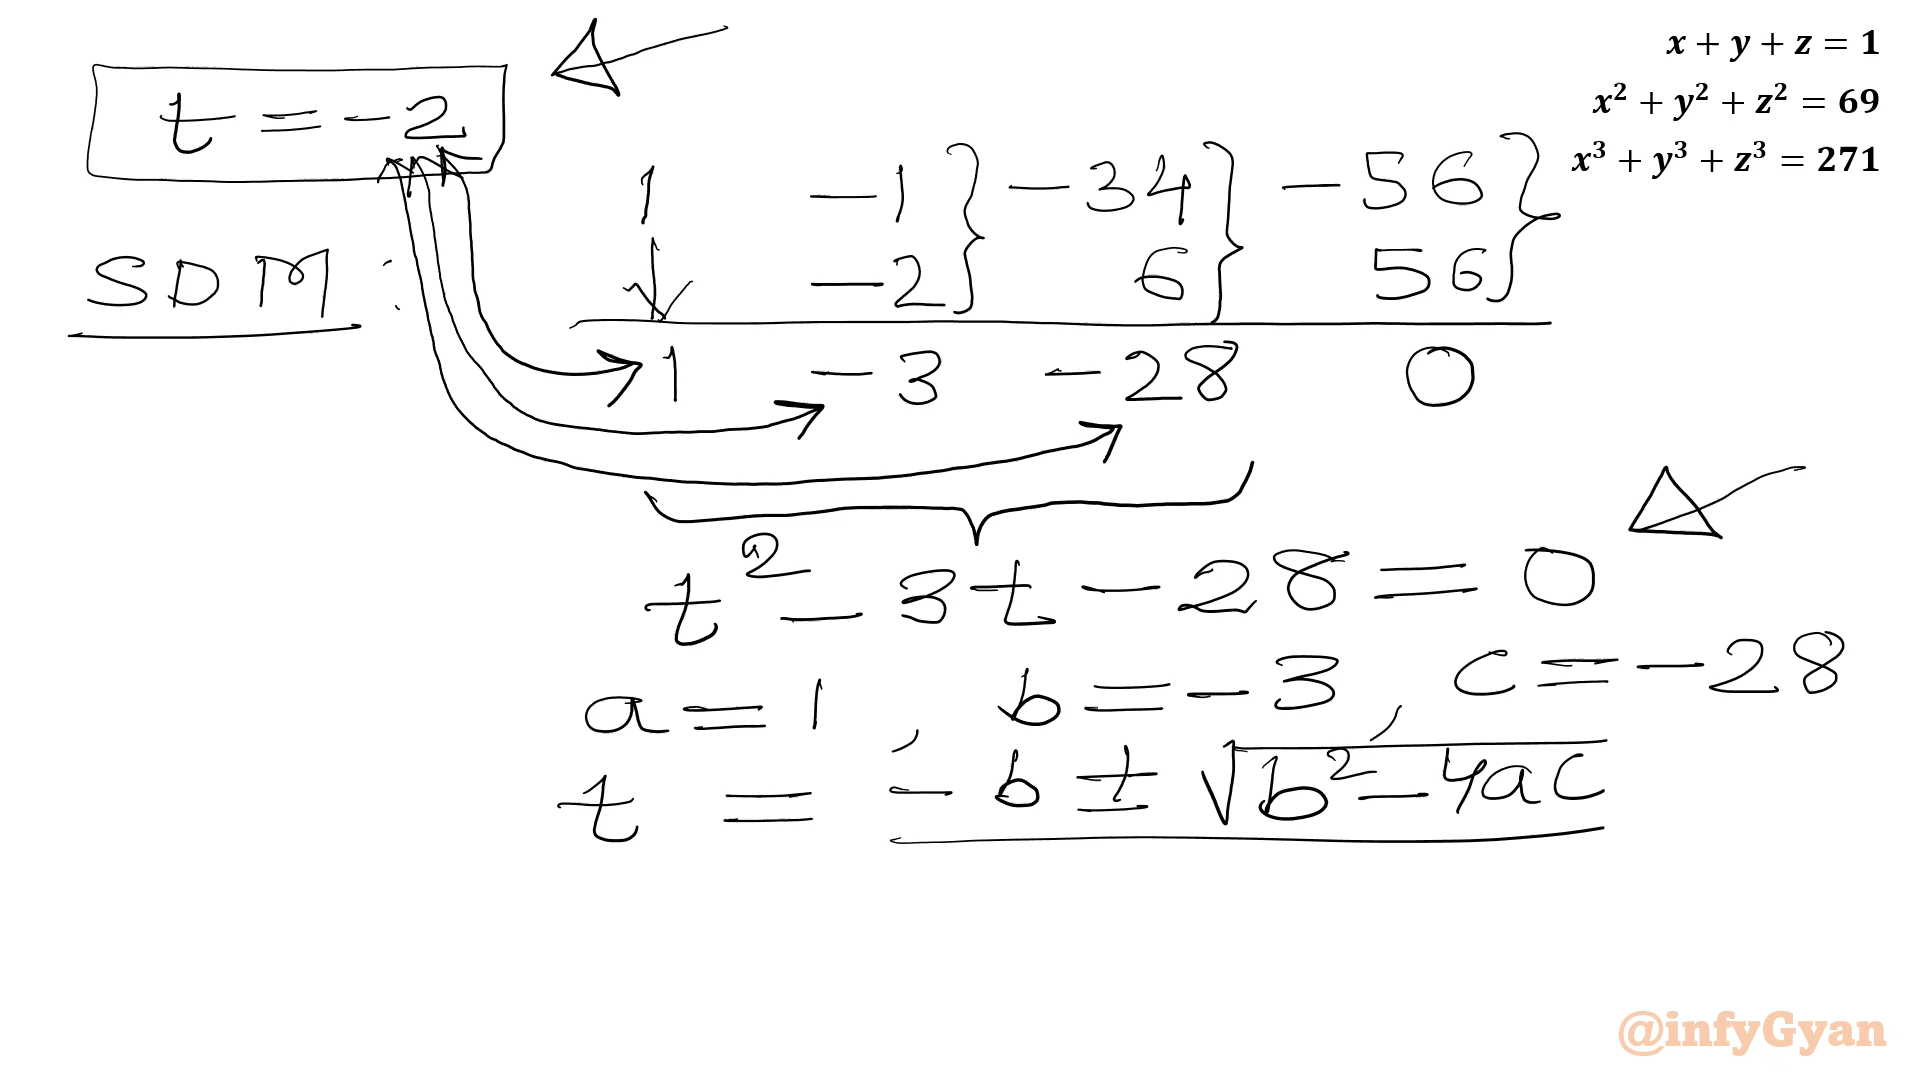 x + y + z = 1
x² + y² + z² = 69
x³ + y³ + z³ = 271
t = -2
1 -1 -34 -56
SDM :
-2 6 56
1 -3 -28 0
t² - 3t - 28 = 0
a = 1 , b = -3 , c = -28
t = -b ± √b² - 4ac
@infyGyan